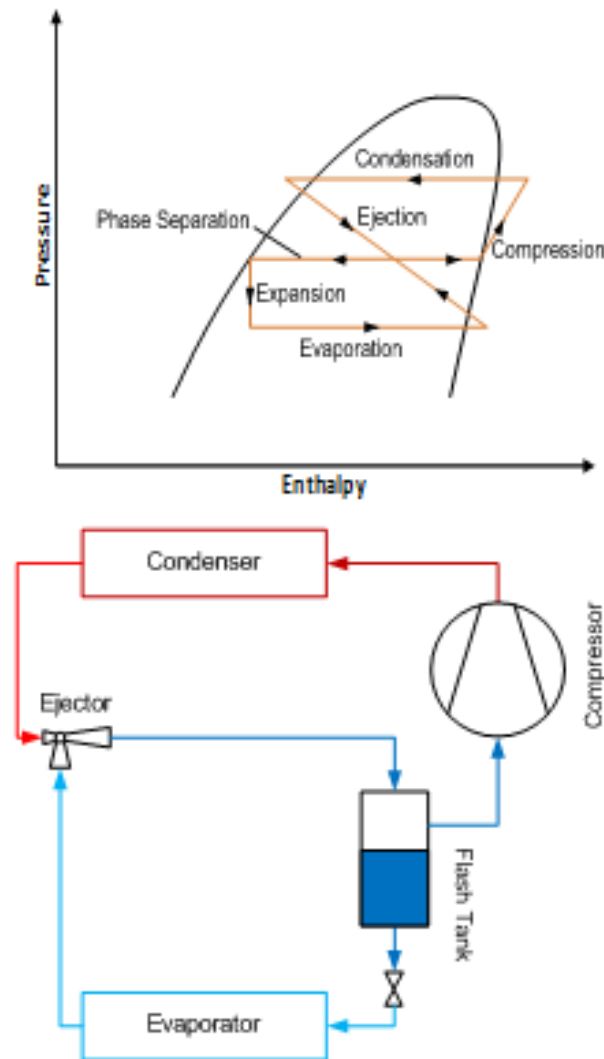 Condensation
Phase Separation
Ejection
Compression
Expansion
Evaporation
Pressure
Enthalpy
Condenser
Compressor
Ejector
Flash Tank
Evaporator